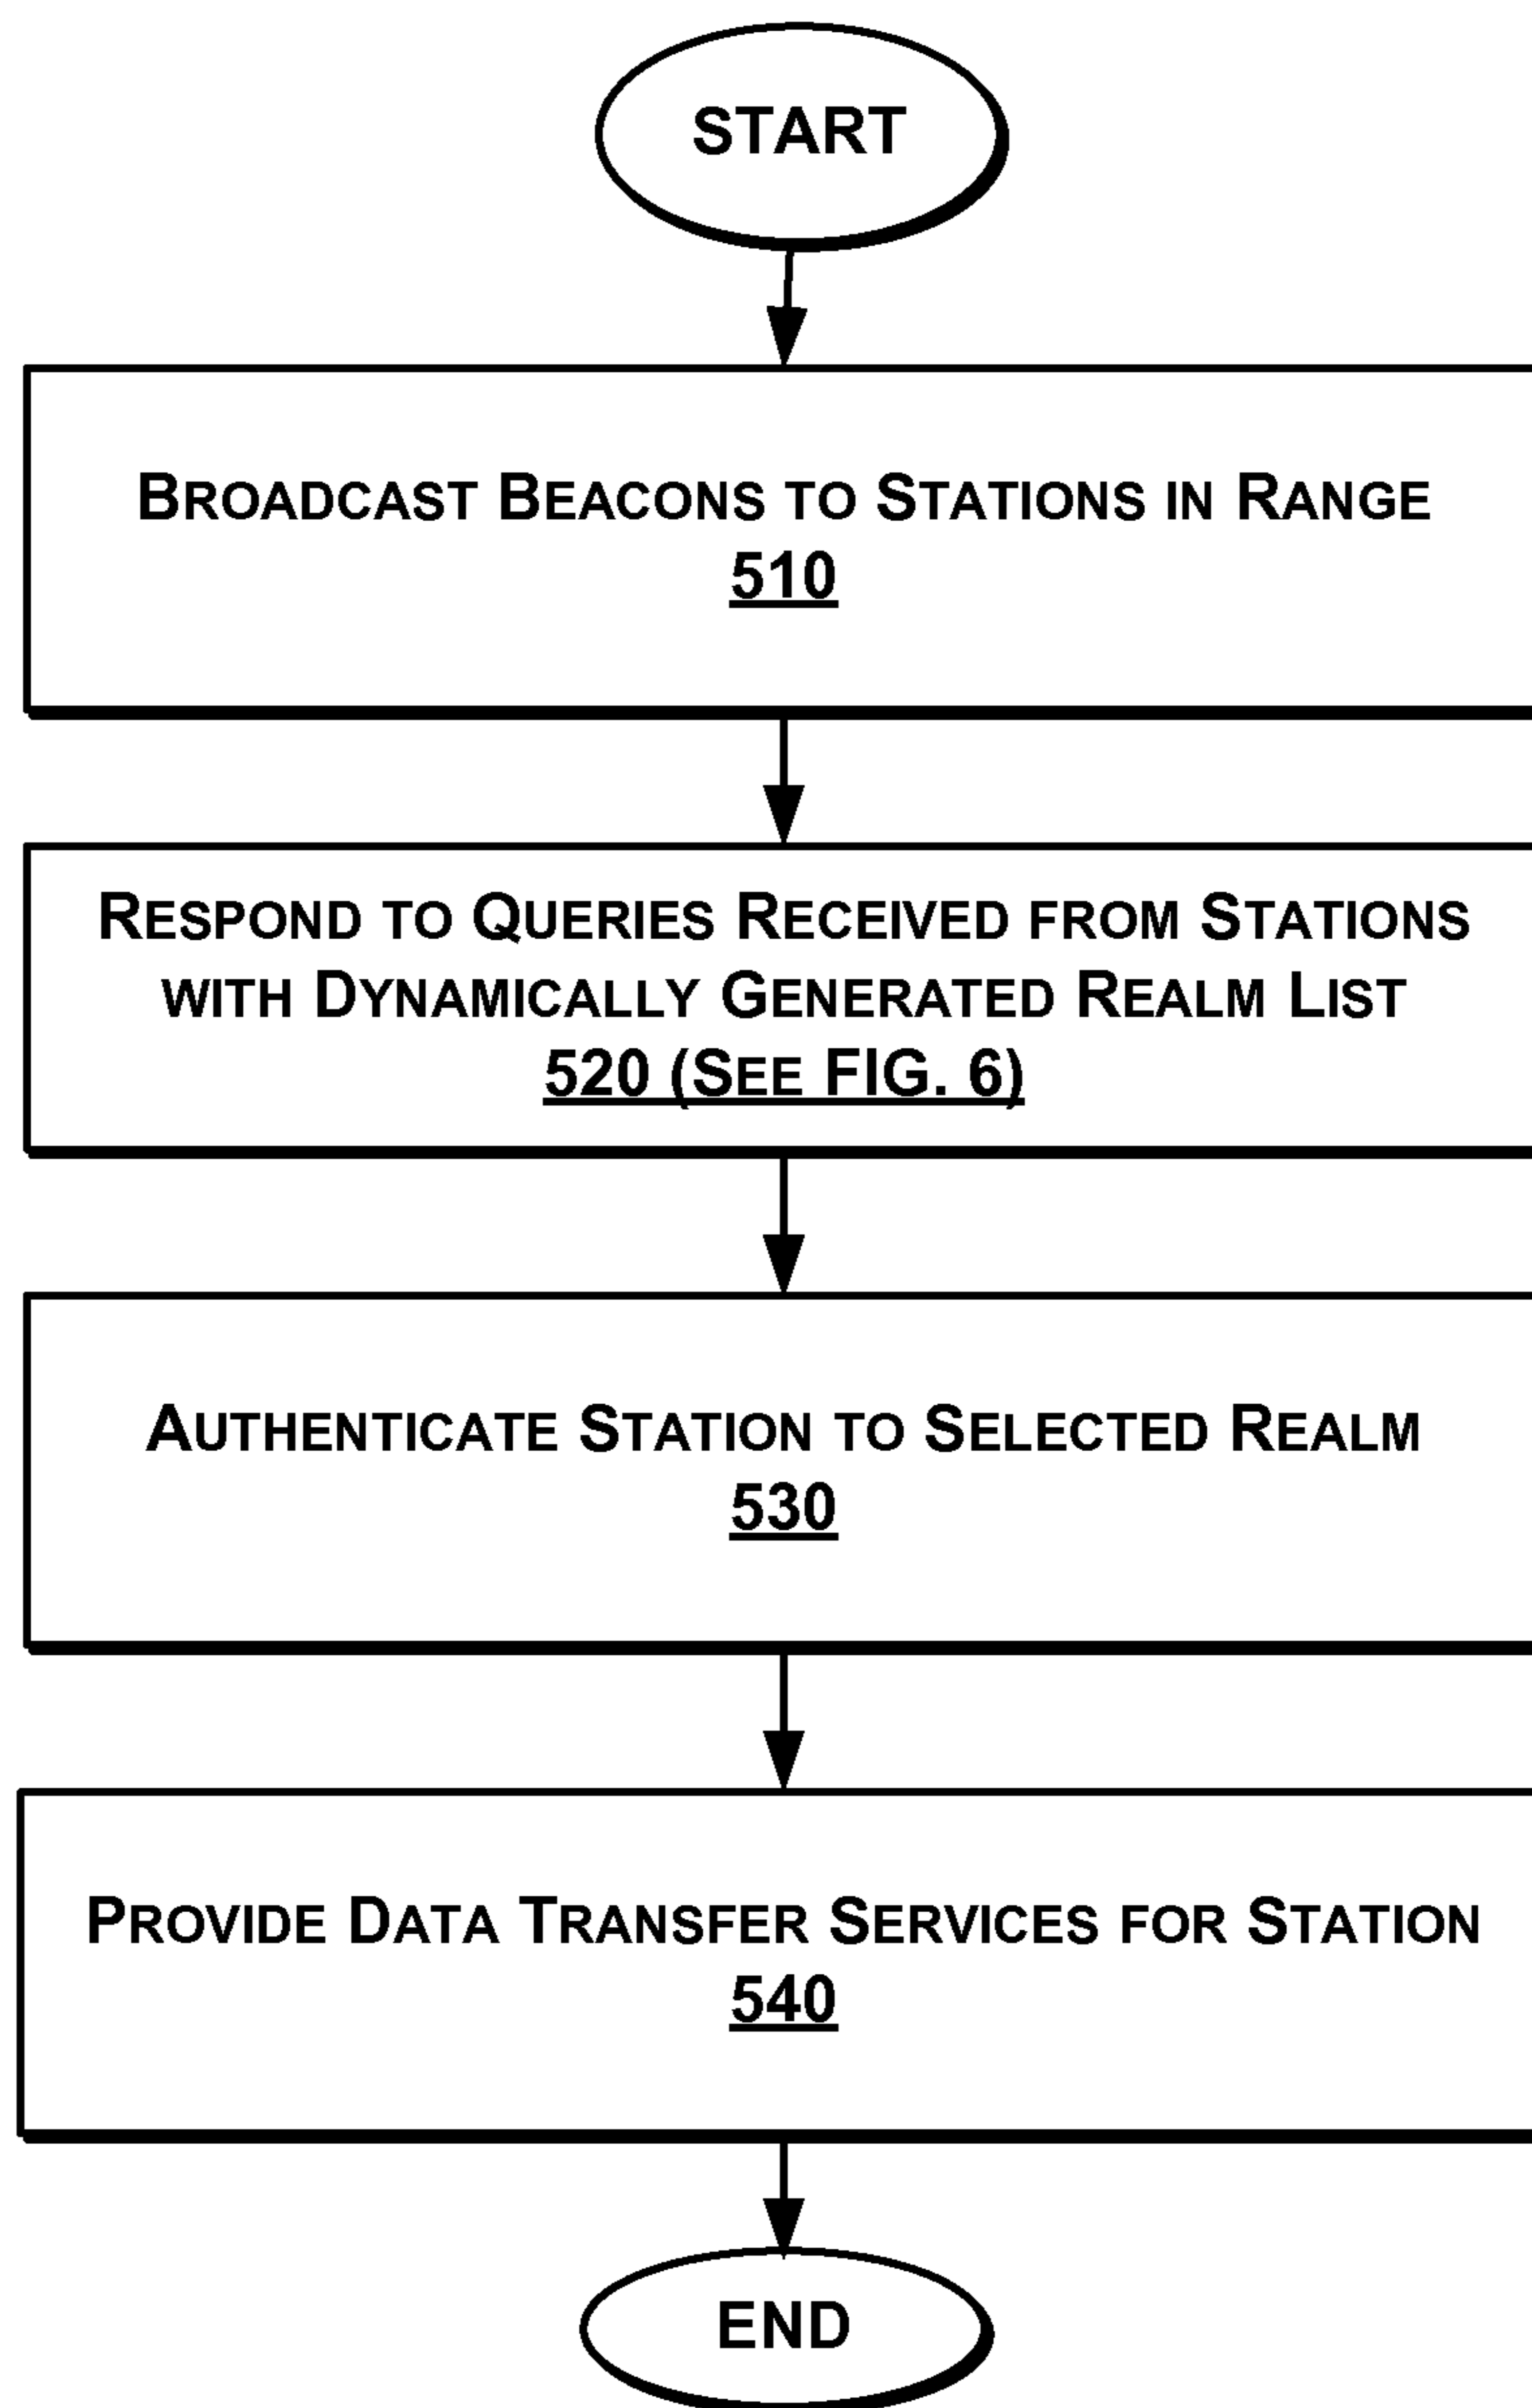 START
BROADCAST BEACONS TO STATIONS IN RANGE
510
RESPOND TO QUERIES RECEIVED FROM STATIONS
WITH DYNAMICALLY GENERATED REALM LIST
520 (SEE FIG. 6)
AUTHENTICATE STATION TO SELECTED REALM
530
PROVIDE DATA TRANSFER SERVICES FOR STATION
540
END